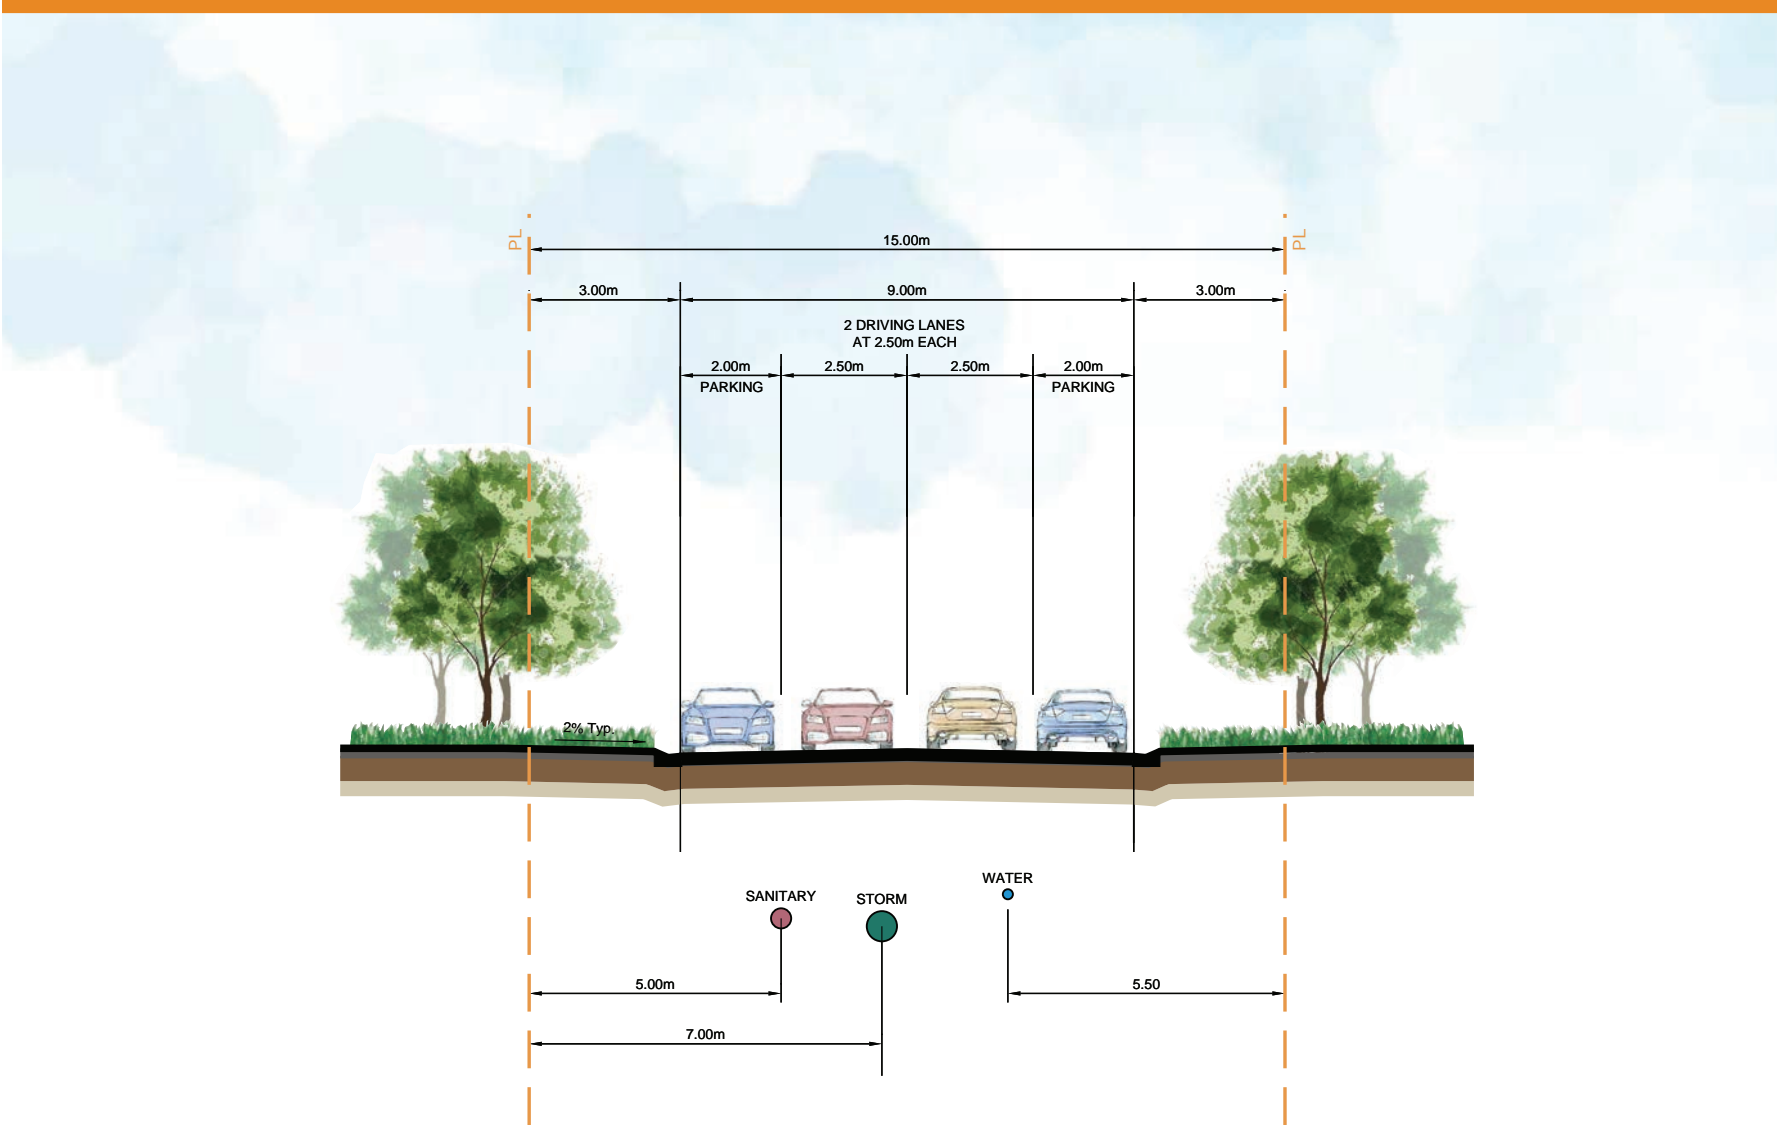 PL
15.00m
PL
3.00m
9.00m
3.00m
2 DRIVING LANES
AT 2.50m EACH
2.00m
2.50m
2.50m
2.00m
PARKING
PARKING
2% Typ.
WATER
SANITARY
STORM
5.00m
5.50
7.00m